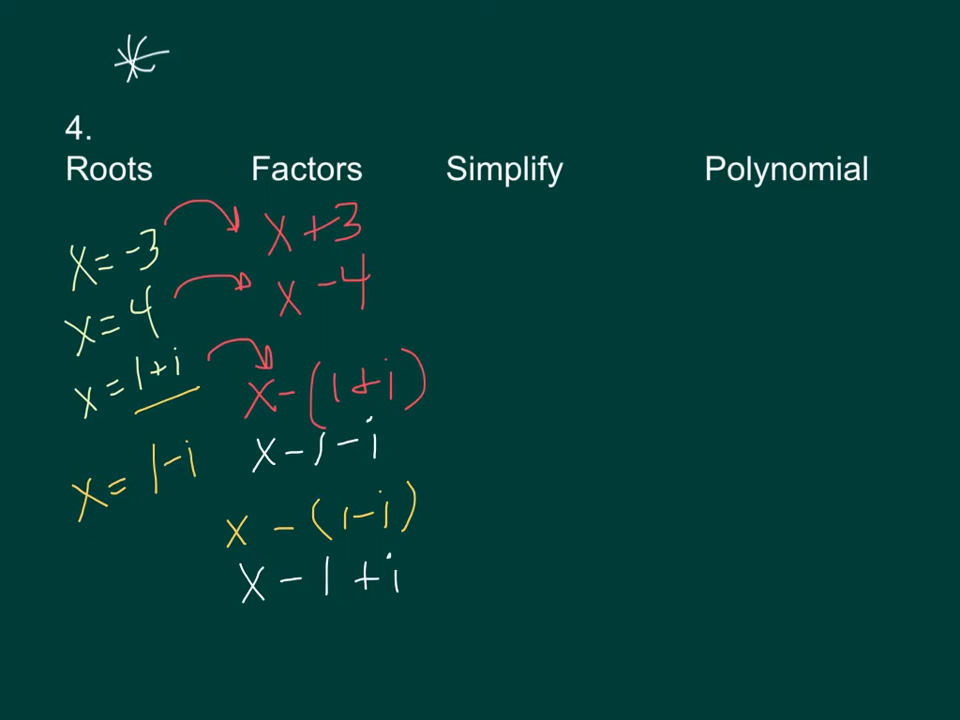 4.
Roots Factors Simplify Polynomial
x = -3 x + 3
x = 4 x - 4
x = 1 + i x - (1 + i)
x - 1 - i
x = 1 - i x - (1 - i)
x - 1 + i